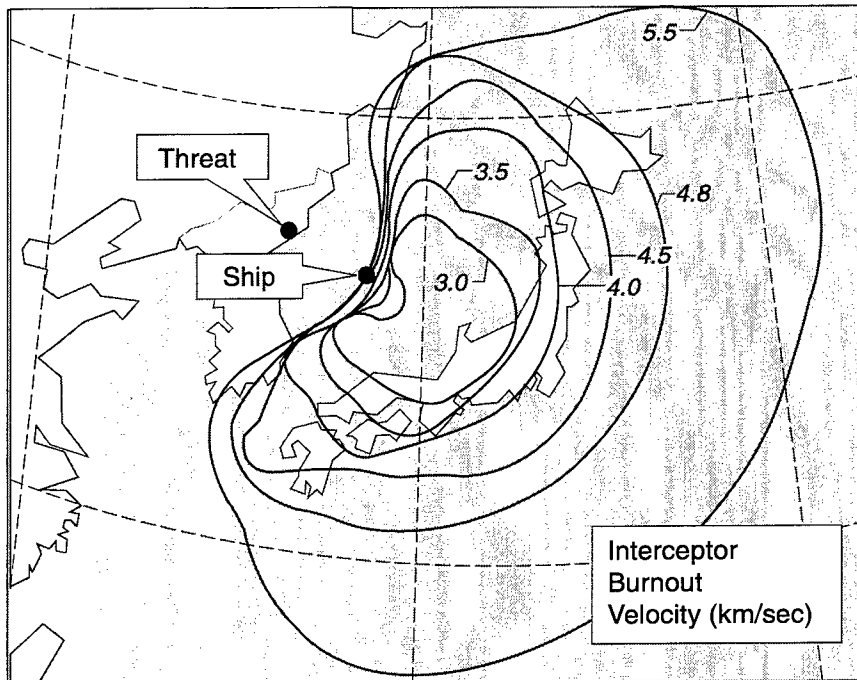 5.5
Threat
3.5
4.8
Ship
3.0
4.5
4.0
Interceptor
Burnout
Velocity (km/sec)